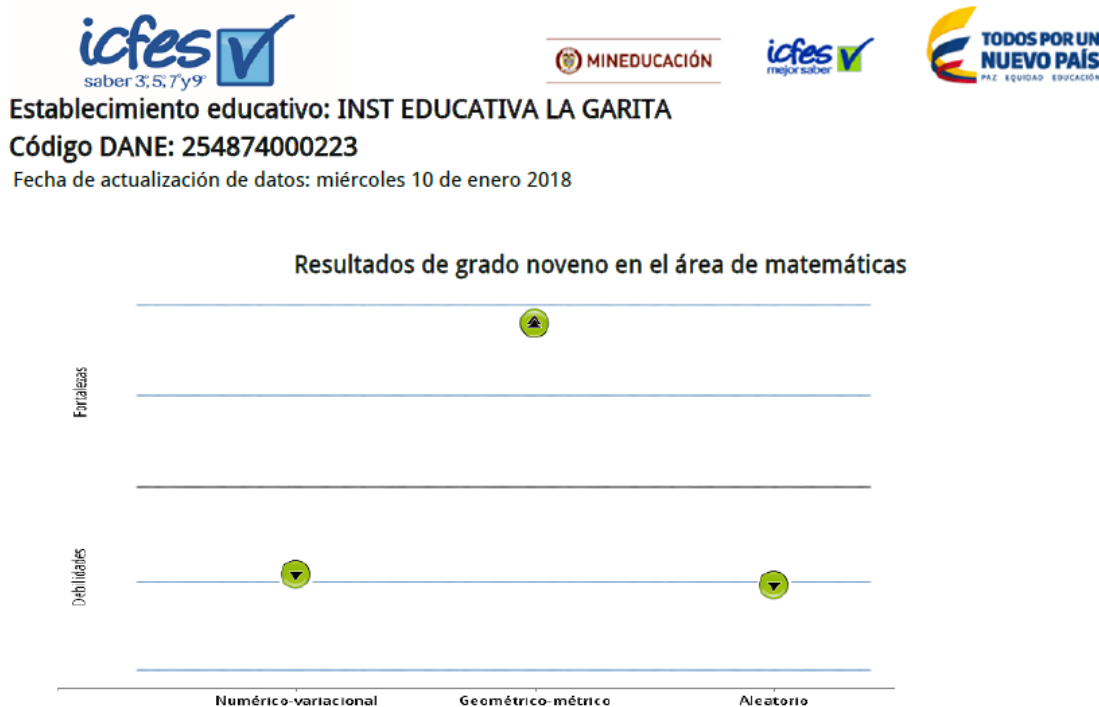 icfes
saber 3°, 5°, 7° y 9°
MINEDUCACIÓN
icfes
mejor saber
TODOS POR UN
NUEVO PAÍS
PAZ EQUIDAD EDUCACIÓN
Establecimiento educativo: INST EDUCATIVA LA GARITA
Código DANE: 254874000223
Fecha de actualización de datos: miércoles 10 de enero 2018
Resultados de grado noveno en el área de matemáticas
Fortalezas
Debilidades
Numérico-variacional Geométrico-métrico Aleatorio